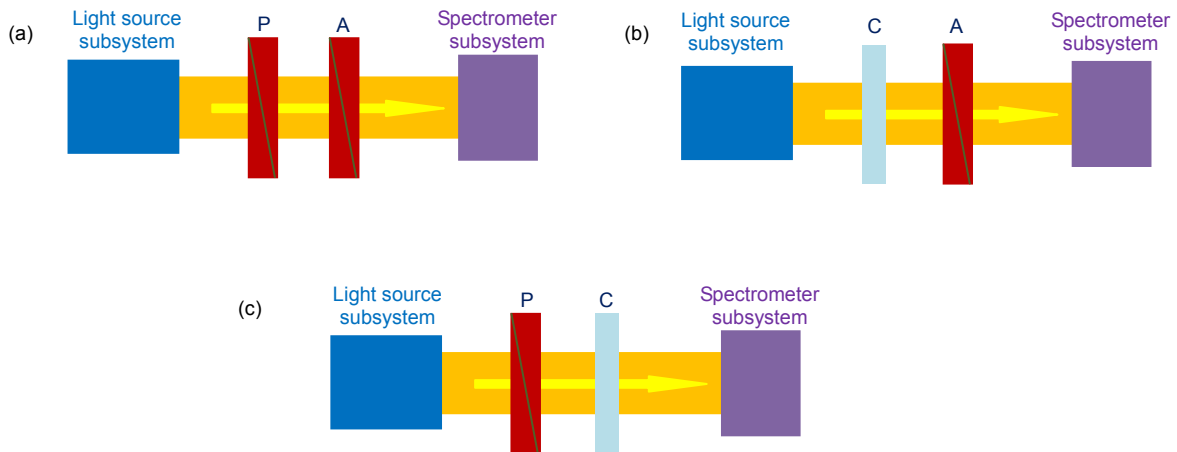 (a)
Light source
subsystem
P
A
Spectrometer
subsystem
(b)
Light source
subsystem
C
A
Spectrometer
subsystem
(c)
Light source
subsystem
P
C
Spectrometer
subsystem